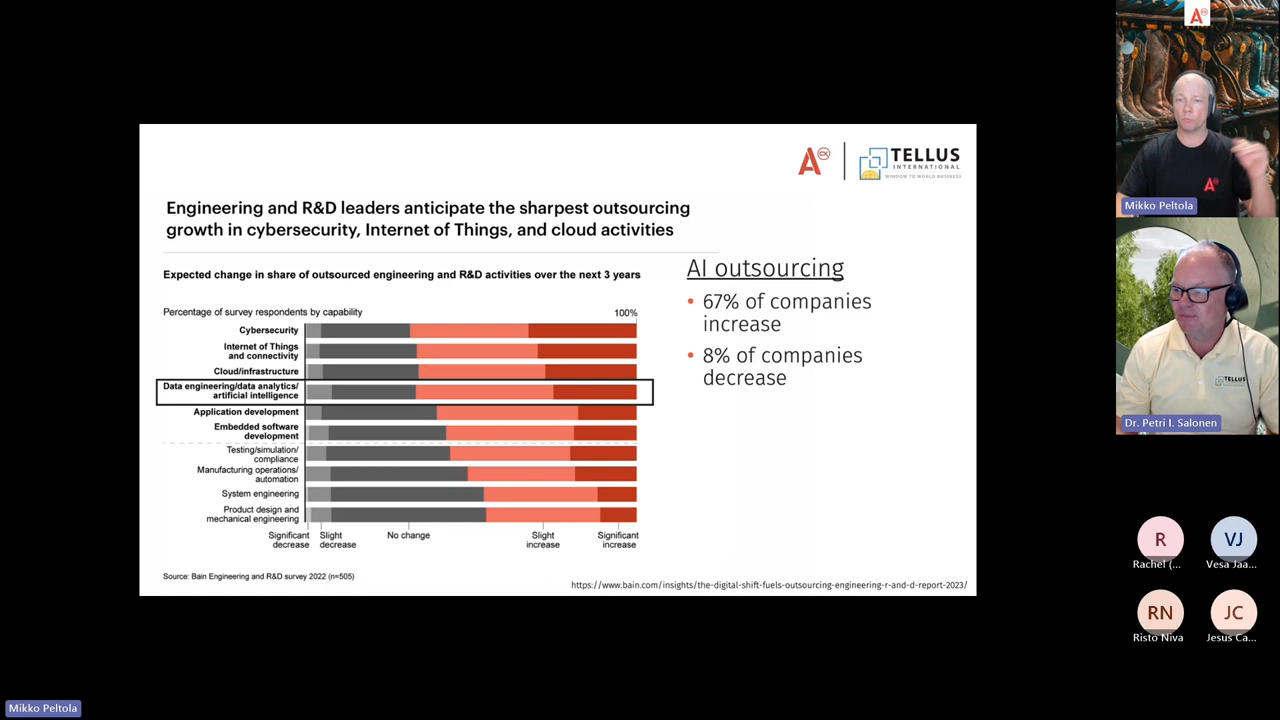 A CX
TELLUS
INTERNATIONAL
WINDOW TO WORLD BUSINESS
Engineering and R&D leaders anticipate the sharpest outsourcing
growth in cybersecurity, Internet of Things, and cloud activities
Expected change in share of outsourced engineering and R&D activities over the next 3 years
Percentage of survey respondents by capability
100%
Cybersecurity
Internet of Things
and connectivity
Cloud/infrastructure
Data engineering/data analytics/
artificial intelligence
Application development
Embedded software
development
Testing/simulation/
compliance
Manufacturing operations/
automation
System engineering
Product design and
mechanical engineering
Significant
decrease
Slight
decrease
No change
Slight
increase
Significant
increase
Source: Bain Engineering and R&D survey 2022 (n=505)
AI outsourcing
• 67% of companies
increase
• 8% of companies
decrease
https://www.bain.com/insights/the-digital-shift-fuels-outsourcing-engineering-r-and-d-report-2023/
A
A
Mikko Peltola
TELLUS
Dr. Petri I. Salonen
R
VJ
Rachel (...
Vesa Jaa...
RN
JC
Risto Niva
Jesus Ca...
Mikko Peltola